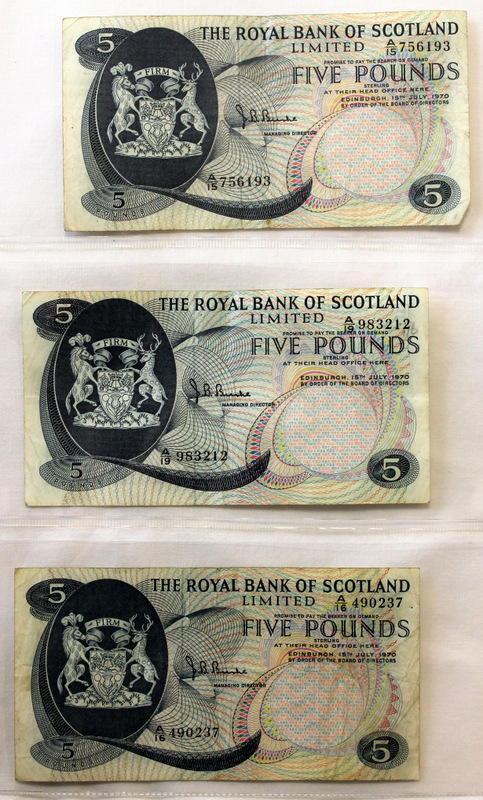 5
THE ROYAL BANK OF SCOTLAND
LIMITED A/15 756193
PROMISE TO PAY THE BEARER ON DEMAND
FIVE POUNDS
STERLING
AT THEIR HEAD OFFICE HERE
EDINBURGH, 15TH JULY, 1970
BY ORDER OF THE BOARD OF DIRECTORS
FIRM
J B Burke
MANAGING DIRECTOR
A/15 756193
5
POUNDS
5
5
THE ROYAL BANK OF SCOTLAND
LIMITED A/19 983212
PROMISE TO PAY THE BEARER ON DEMAND
FIVE POUNDS
STERLING
AT THEIR HEAD OFFICE HERE
EDINBURGH, 15TH JULY, 1970
BY ORDER OF THE BOARD OF DIRECTORS
FIRM
J B Burke
MANAGING DIRECTOR
A/19 983212
5
POUNDS
5
5
THE ROYAL BANK OF SCOTLAND
LIMITED A/16 490237
PROMISE TO PAY THE BEARER ON DEMAND
FIVE POUNDS
STERLING
AT THEIR HEAD OFFICE HERE
EDINBURGH, 15TH JULY, 1970
BY ORDER OF THE BOARD OF DIRECTORS
FIRM
J B Burke
MANAGING DIRECTOR
A/16 490237
5
POUNDS
5